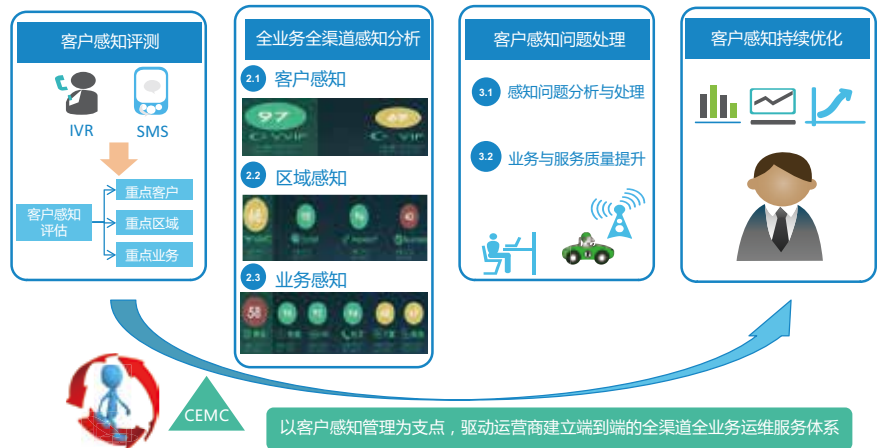 客户感知评测
IVR
SMS
客户感知
评估
重点客户
重点区域
重点业务
全业务全渠道感知分析
2.1 客户感知
97
67
2.2 区域感知
2.3 业务感知
58
客户感知问题处理
3.1 感知问题分析与处理
3.2 业务与服务质量提升
客户感知持续优化
CEMC
以客户感知管理为支点，驱动运营商建立端到端的全渠道全业务运维服务体系